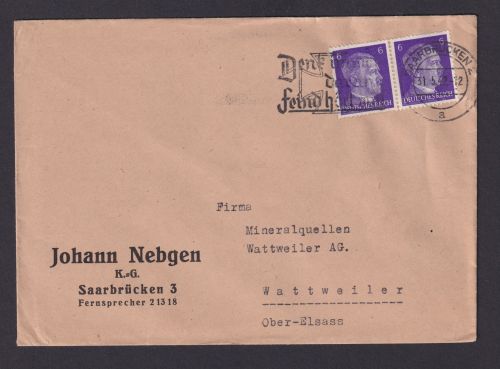 Denk
Feind
6 6
DEUTSCHES REICH DEUTSCHES REICH
SAARBRÜCKEN 2
a
Firma
Mineralquellen
Wattweiler AG.
Wattweiler
Ober-Elsass
Johann Nebgen
K.=G.
Saarbrücken 3
Fernsprecher 21318